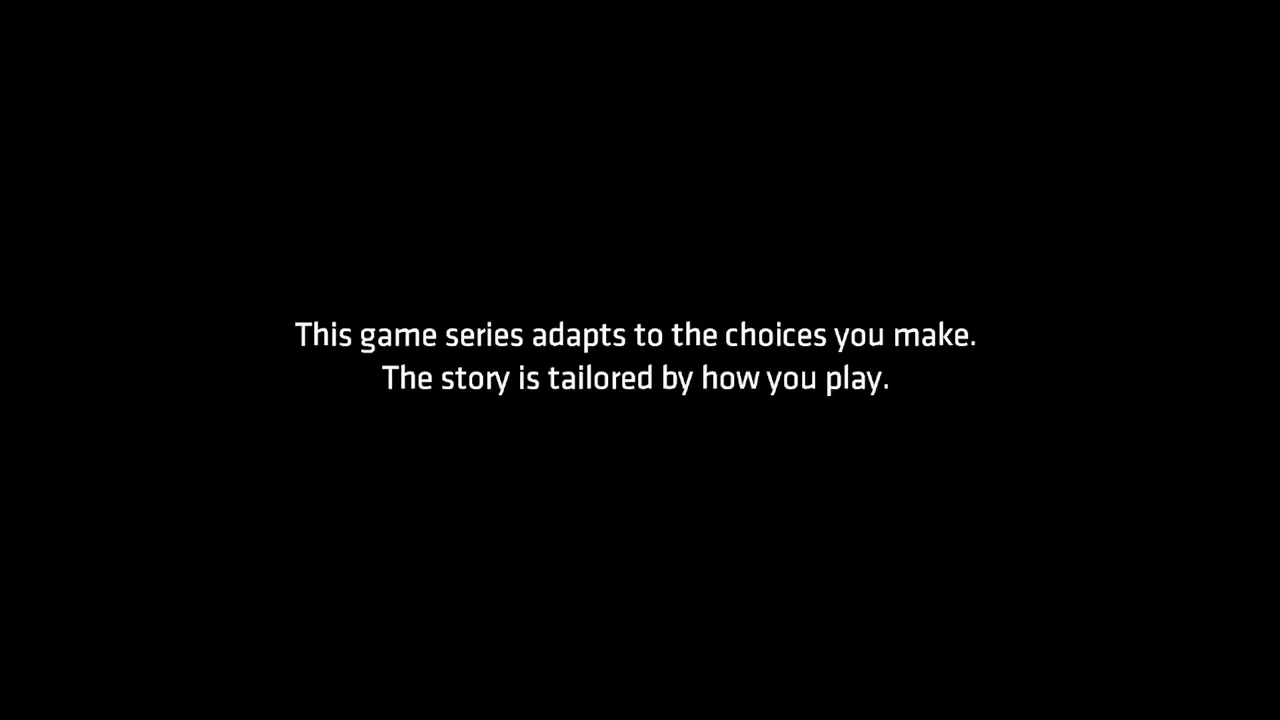 This game series adapts to the choices you make.
The story is tailored by how you play.